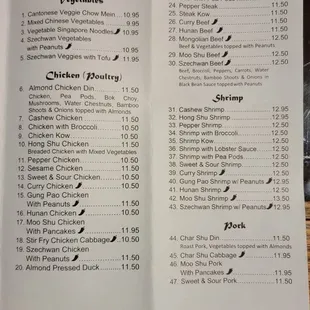 Vegetables
1. Cantonese Veggie Chow Mein ....10.95
2. Mixed Chinese Vegetables ..........9.95
3. Vegetable Singapore Noodles 10.95
4. Szechwan Vegetables
with Peanuts ...............10.95
5. Szechwan Veggies with Tofu ..11.95
Chicken (Poultry)
6. Almond Chicken Din ................11.50
Chicken, Pea Pods, Bok Choy,
Mushrooms, Water Chestnuts, Bamboo
Shoots & Onions topped with Almonds
7. Cashew Chicken .....................11.50
8. Chicken with Broccoli...............10.50
9. Chicken Kow ...........................10.50
10. Hong Shu Chicken ..................11.50
Breaded Chicken with Mixed Vegetables
11. Pepper Chicken ......................10.50
12. Sesame Chicken .....................11.50
13. Sweet & Sour Chicken .............10.50
14. Curry Chicken ......................10.50
15. Gung Pao Chicken
With Peanuts ..................11.50
16. Hunan Chicken ....................10.50
17. Moo Shu Chicken
With Pancakes ...............11.95
18. Stir Fry Chicken Cabbage ......10.50
19. Szechwan Chicken
With Peanuts ..................11.50
20. Almond Pressed Duck..............11.50
24. Pepper Steak .........................11.50
25. Steak Kow
26. Curry Beef
27. Hunan Beef
28. Mongolian Beef ...................12.50
Beef & Vegetables topped with Peanuts
29. Moo Shu Beef ......................13.50
30. Szechwan Beef ....................12.50
Beef, Broccoli, Peppers, Carrots, Water
Chestnuts, Bamboo Shoots & Onions in
Black Bean Sauce topped with Peanuts
Shrimp
31. Cashew Shrimp .....................12.95
32. Hong Shu Shrimp ..................12.95
33. Pepper Shrimp .......................12.50
34. Shrimp with Broccoli...............12.50
35. Shrimp Kow ...........................12.50
36. Shrimp with Lobster Sauce .....12.50
37. Shrimp with Pea Pods ............12.50
38. Sweet & Sour Shrimp .............12.50
39. Curry Shrimp .......................12.50
40. Gung Pao Shrimp w/ Peanuts 12.95
41. Hunan Shrimp .....................12.50
42. Moo Shu Shrimp ..................13.50
43. Szechwan Shrimp w/ Peanuts 12.95
Pork
44. Char Shu Din .........................11.50
Roast Pork, Vegetables topped with Almonds
45. Char Shu Cabbage ...............11.50
46. Moo Shu Pork
With Pancakes ...............11.95
47. Sweet & Sour Pork .................11.50